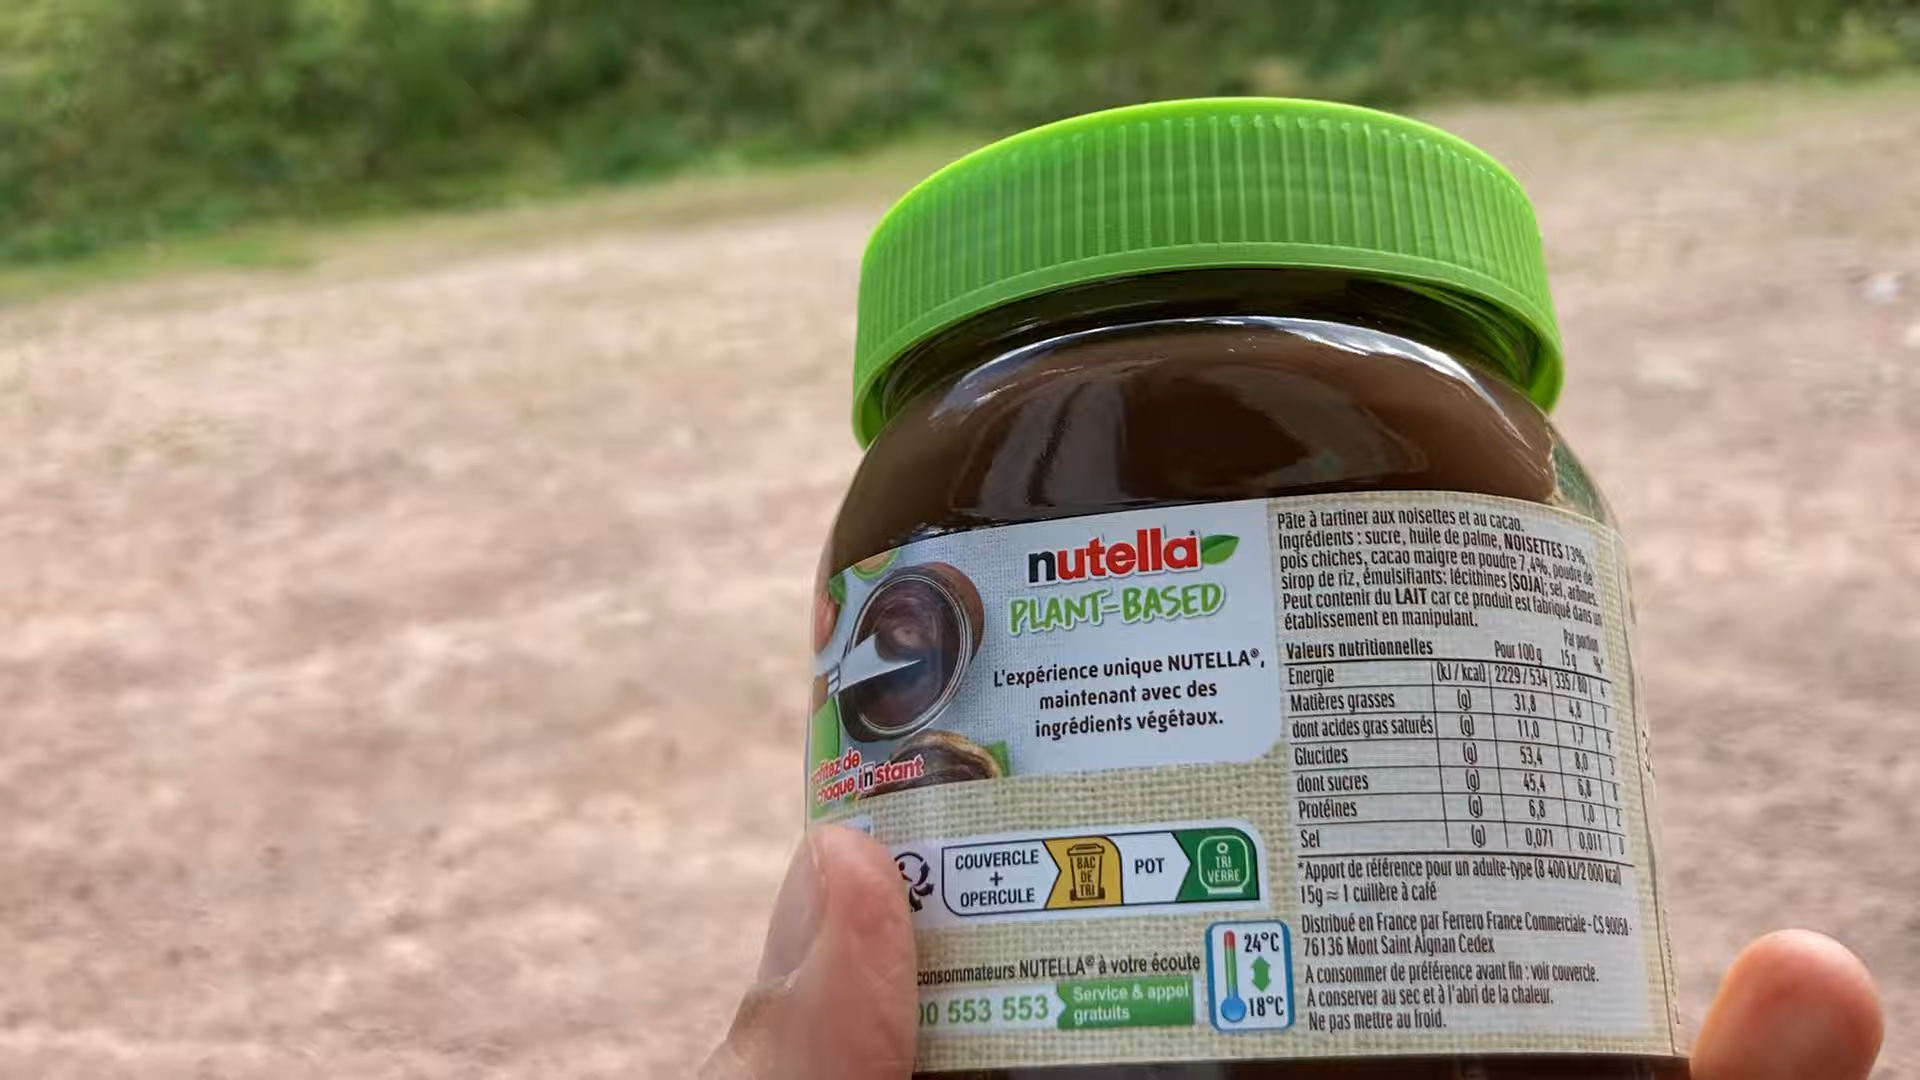 nutella
PLANT-BASED
L'expérience unique NUTELLA®,
maintenant avec des
ingrédients végétaux.
chaque instant
COUVERCLE
+
OPERCULE
BAC
DE
TRI
POT
TRI
VERRE
consommateurs NUTELLA® à votre écoute
00 553 553
Service & appel
gratuits
24°C
18°C
Pâte à tartiner aux noisettes et au cacao.
Ingrédients : sucre, huile de palme, NOISETTES 13%,
pois chiches, cacao maigre en poudre 7,4%, poudre de
sirop de riz, émulsifiants: lécithines [SOJA]; sel, arômes.
Peut contenir du LAIT car ce produit est fabriqué dans un
établissement en manipulant.
Valeurs nutritionnelles Pour 100g Par portion 15g %*
Energie (kJ / kcal) 2229 / 534 335/80 4
Matières grasses (g) 31,8 4,8 7
dont acides gras saturés (g) 11,0 1,7
Glucides (g) 53,4 8,0 3
dont sucres (g) 45,4 6,8
Protéines (g) 6,8 1,0 2
Sel (g) 0,071 0,011 0
*Apport de référence pour un adulte-type (8 400 kJ/2 000 kcal)
15g ≈ 1 cuillère à café
Distribué en France par Ferrero France Commerciale - CS 90058 -
76136 Mont Saint Aignan Cedex
A consommer de préférence avant fin : voir couvercle.
A conserver au sec et à l'abri de la chaleur.
Ne pas mettre au froid.